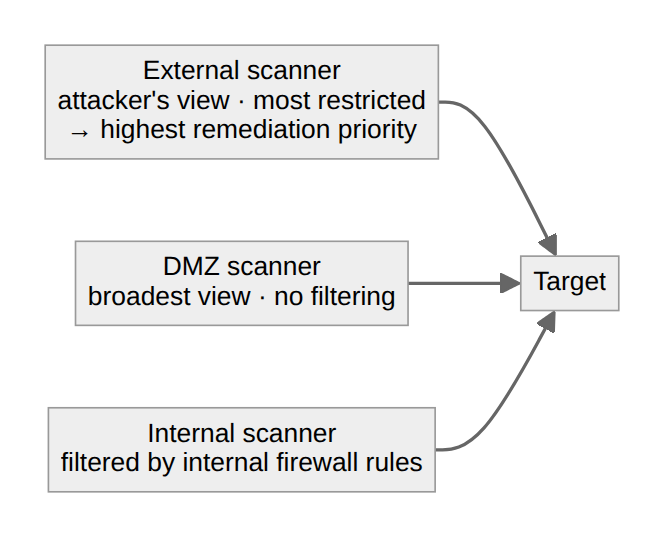 External scanner
attacker's view · most restricted
→ highest remediation priority
DMZ scanner
broadest view · no filtering
Target
Internal scanner
filtered by internal firewall rules